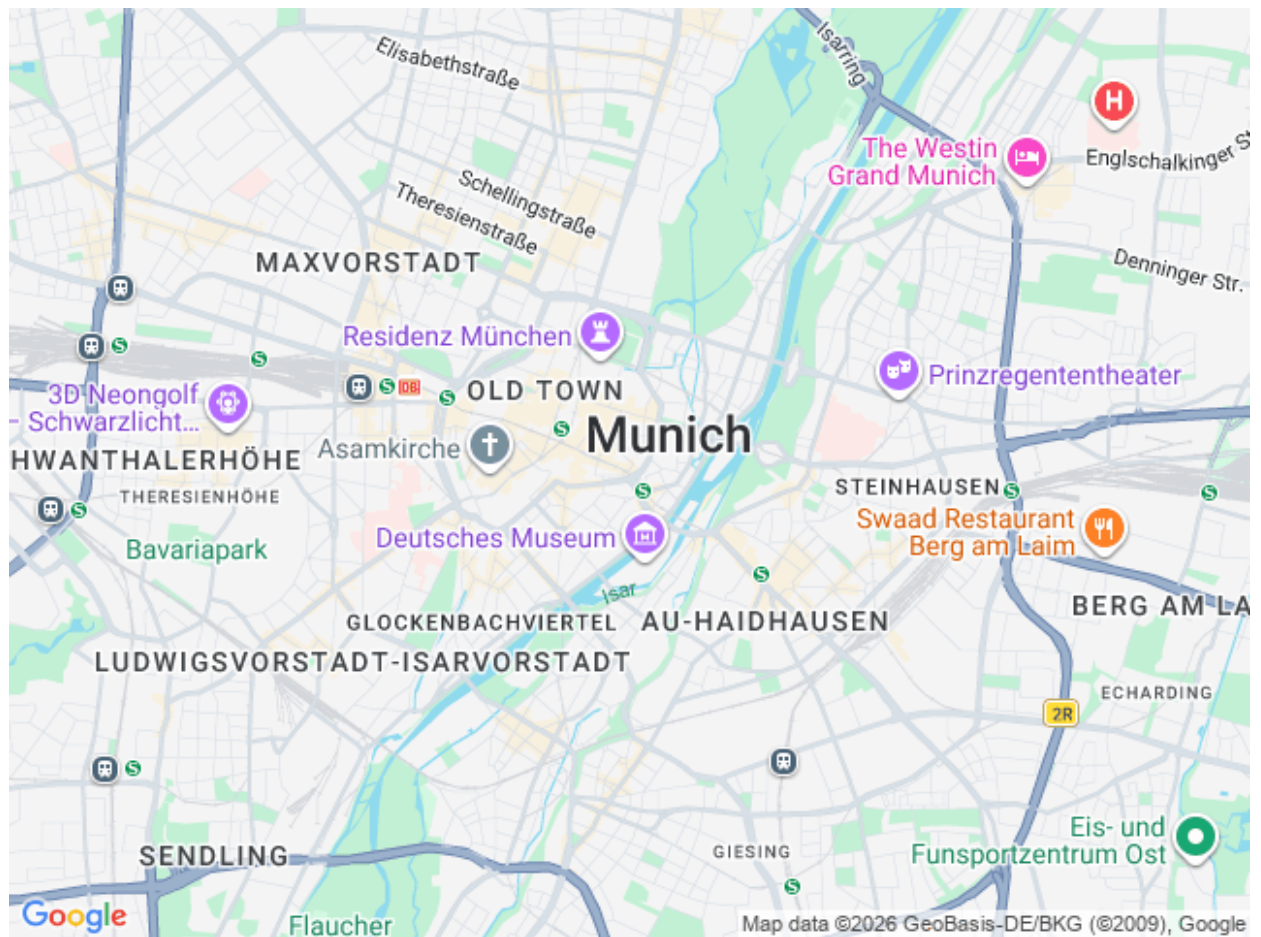 Isarring
Elisabethstraße
H
The Westin
Grand Munich
Englschalkinger St
Schellingstraße
Theresienstraße
MAXVORSTADT
Denninger Str.
Residenz München
S
S
3D Neongolf
– Schwarzlicht...
S DB
S
OLD TOWN
Prinzregententheater
Munich
S
Asamkirche
HWANTHALERHÖHE
THERESIENHÖHE
STEINHAUSEN S
S
S
S
Swaad Restaurant
Berg am Laim
Deutsches Museum
Bavariapark
S
Isar
BERG AM LA
GLOCKENBACHVIERTEL
AU-HAIDHAUSEN
LUDWIGSVORSTADT-ISARVORSTADT
ECHARDING
2R
S
Eis- und
Funsportzentrum Ost
SENDLING
GIESING
S
Google
Flaucher
Map data ©2026 GeoBasis-DE/BKG (©2009), Google